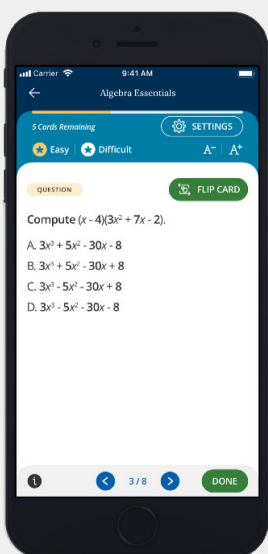 Carrier 9:41 AM
Algebra Essentials
5 Cards Remaining
SETTINGS
Easy Difficult
A⁻ A⁺
QUESTION
FLIP CARD
Compute (x - 4)(3x² + 7x - 2).
A. 3x³ + 5x² - 30x - 8
B. 3x³ + 5x² - 30x + 8
C. 3x³ - 5x² - 30x + 8
D. 3x³ - 5x² - 30x - 8
i
3 / 8
DONE